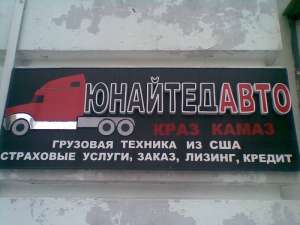 ЮНАЙТЕДАВТО
КРАЗ КАМАЗ
ГРУЗОВАЯ ТЕХНИКА ИЗ США
СТРАХОВЫЕ УСЛУГИ, ЗАКАЗ, ЛИЗИНГ, КРЕДИТ